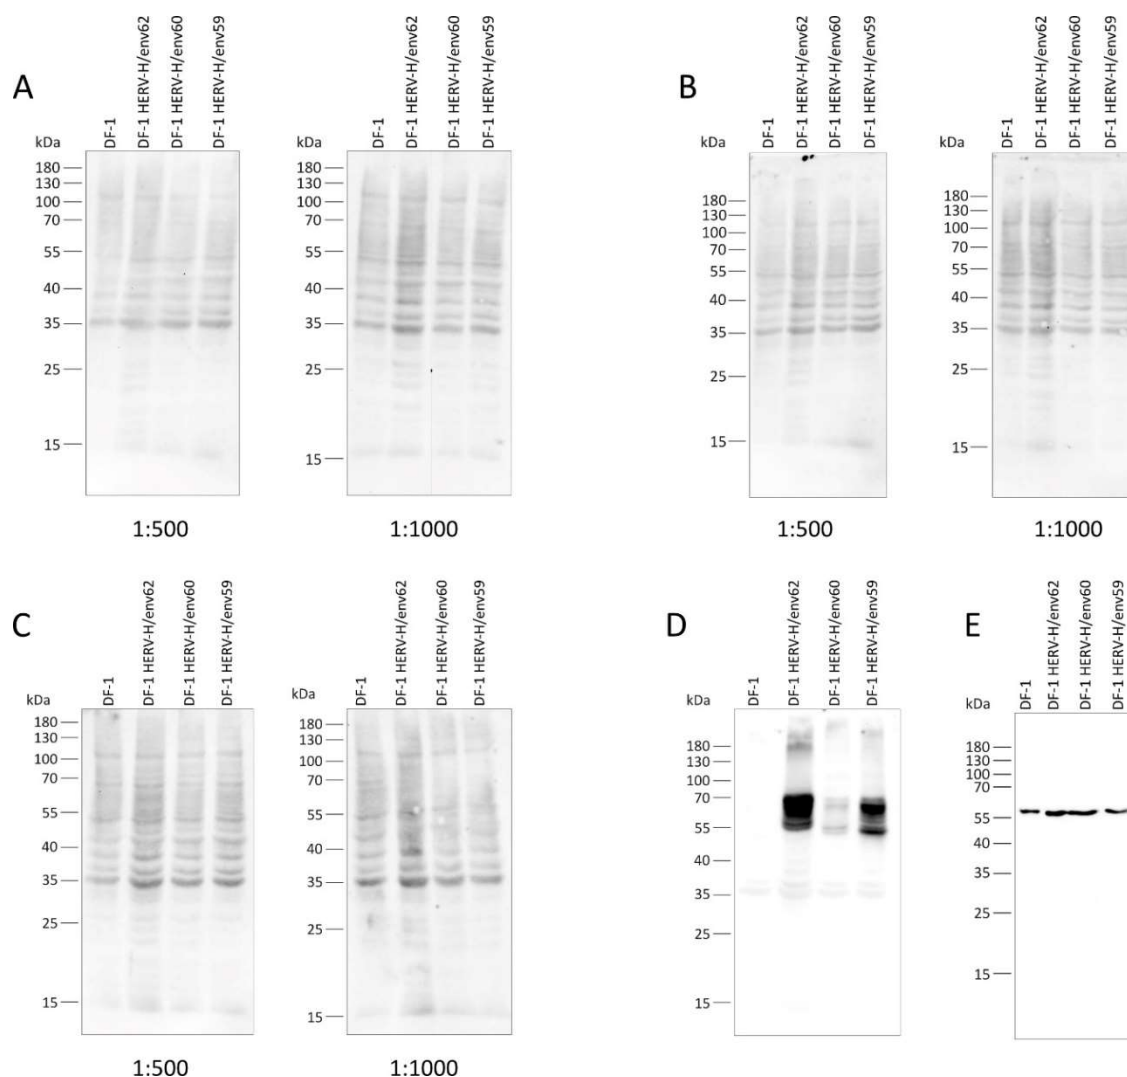 A
kDa
DF-1
DF-1 HERV-H/env62
DF-1 HERV-H/env60
DF-1 HERV-H/env59
180
130
100
70
55
40
35
25
15
1:500
DF-1
DF-1 HERV-H/env62
DF-1 HERV-H/env60
DF-1 HERV-H/env59
kDa
180
130
100
70
55
40
35
25
15
1:1000
B
kDa
DF-1
DF-1 HERV-H/env62
DF-1 HERV-H/env60
DF-1 HERV-H/env59
180
130
100
70
55
40
35
25
15
1:500
kDa
DF-1
DF-1 HERV-H/env62
DF-1 HERV-H/env60
DF-1 HERV-H/env59
180
130
100
70
55
40
35
25
15
1:1000
C
kDa
DF-1
DF-1 HERV-H/env62
DF-1 HERV-H/env60
DF-1 HERV-H/env59
180
130
100
70
55
40
35
25
15
1:500
kDa
DF-1
DF-1 HERV-H/env62
DF-1 HERV-H/env60
DF-1 HERV-H/env59
180
130
100
70
55
40
35
25
15
1:1000
D
kDa
DF-1
DF-1 HERV-H/env62
DF-1 HERV-H/env60
DF-1 HERV-H/env59
180
130
100
70
55
40
35
25
15
E
kDa
DF-1
DF-1 HERV-H/env62
DF-1 HERV-H/env60
DF-1 HERV-H/env59
180
130
100
70
55
40
35
25
15